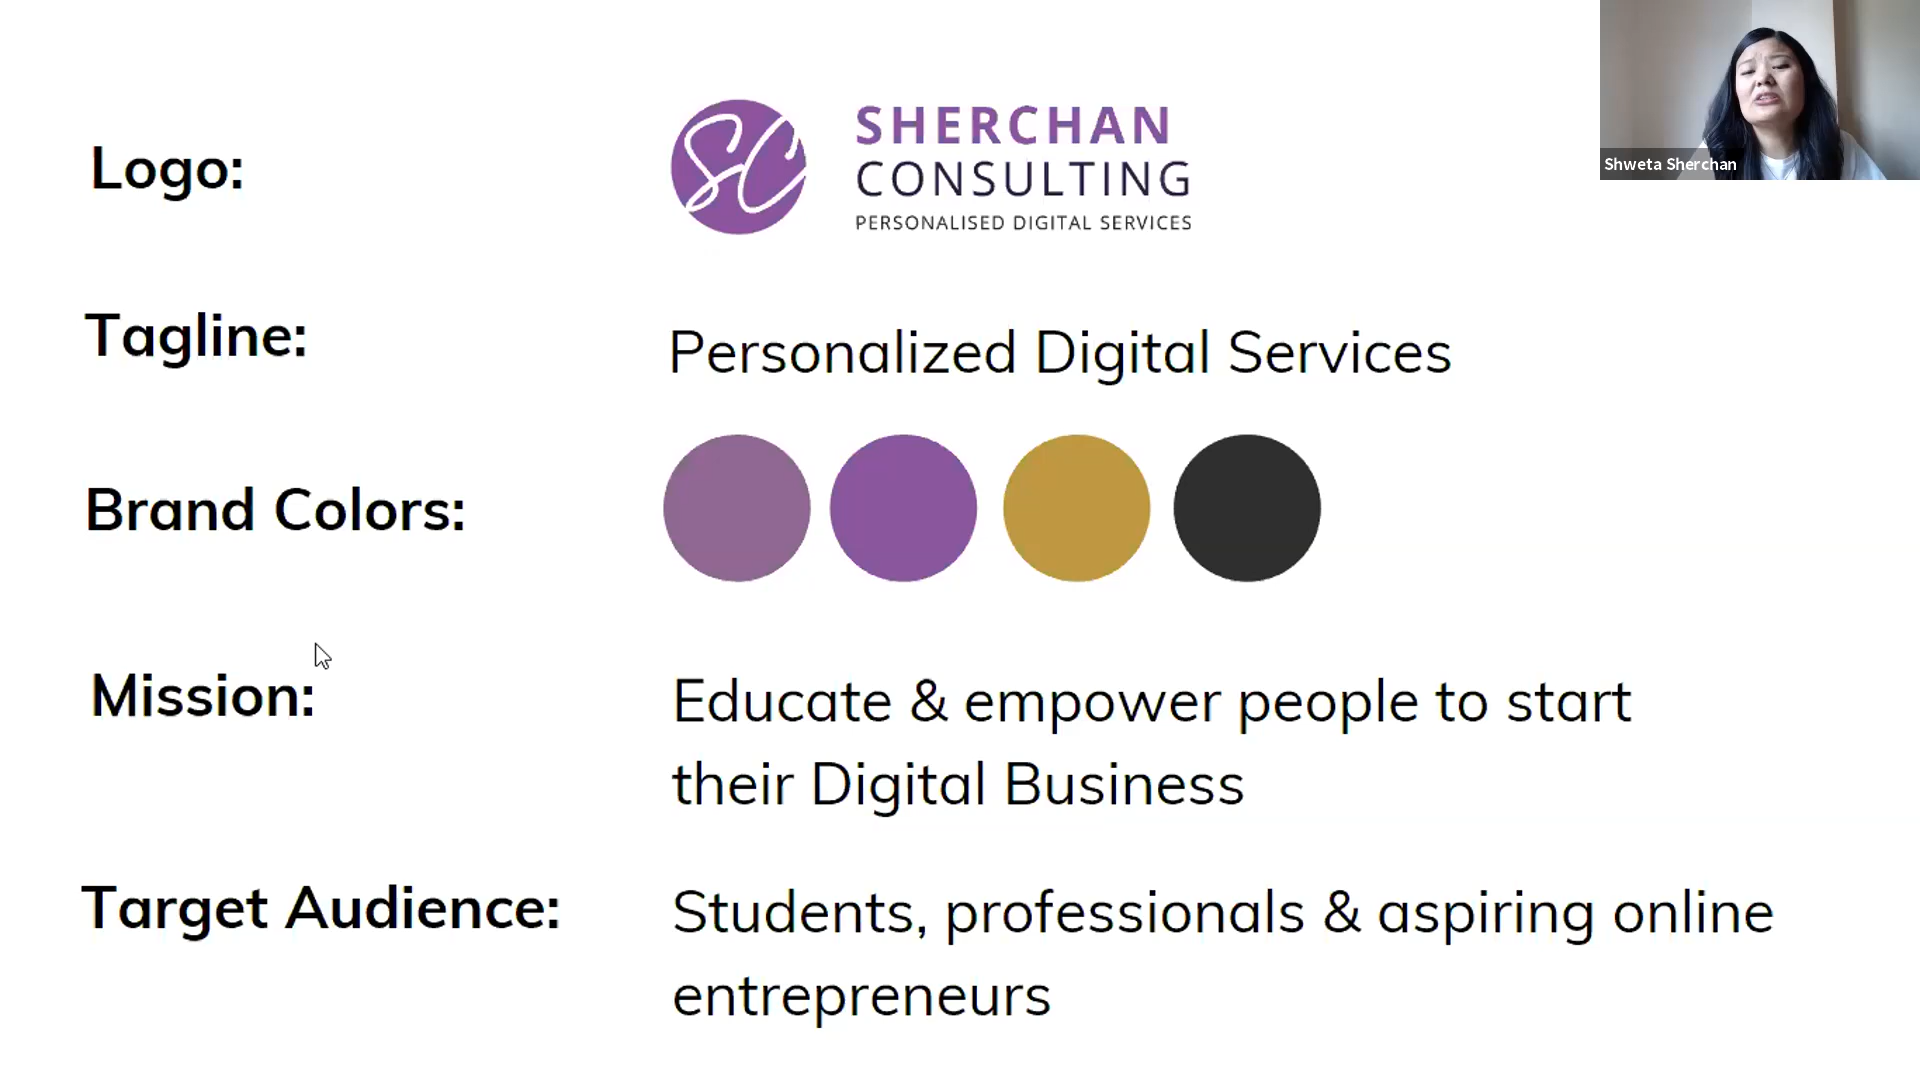 Shweta Sherchan
Logo:
SC
SHERCHAN
CONSULTING
PERSONALISED DIGITAL SERVICES
Tagline:
Personalized Digital Services
Brand Colors:
Mission:
Educate & empower people to start
their Digital Business
Target Audience:
Students, professionals & aspiring online
entrepreneurs